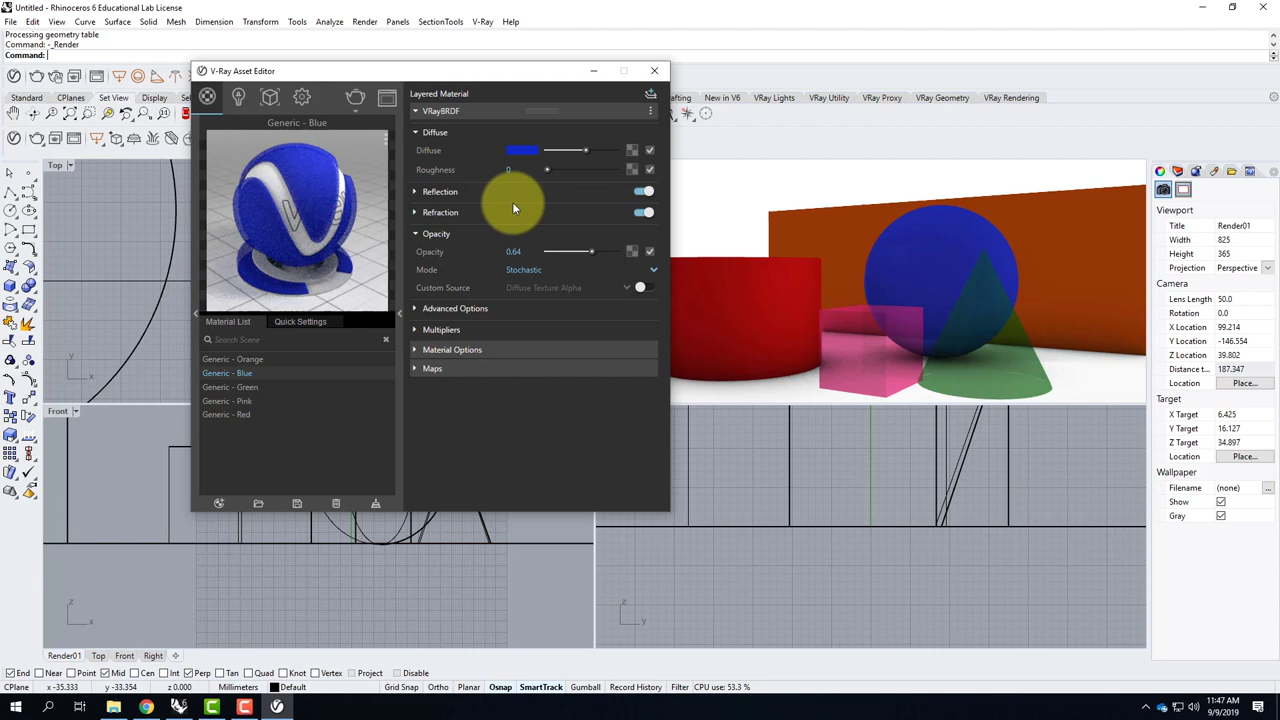 Untitled - Rhinoceros 6 Educational Lab License
File Edit View Curve Surface Solid Mesh Dimension Transform Tools Analyze Render Panels SectionTools V-Ray Help
Processing geometry table
Command: -_Render
Command:
Standard CPlanes Set View Display
rafting New in V6 VRay Lights VRay Utility VRay Geometry VRay Rendering
V-Ray Asset Editor
Generic - Blue
Material List Quick Settings
Search Scene
Generic - Orange
Generic - Blue
Generic - Green
Generic - Pink
Generic - Red
Layered Material
VRayBRDF
Diffuse
Diffuse
Roughness 0
Reflection
Refraction
Opacity
Opacity 0.64
Mode Stochastic
Custom Source Diffuse Texture Alpha
Advanced Options
Multipliers
Material Options
Maps
Top
y
x
Front
z
x
z
y
Viewport
Title Render01
Width 825
Height 365
Projection Perspective
Camera
Lens Length 50.0
Rotation 0.0
X Location 99.214
Y Location -146.554
Z Location 39.802
Distance t... 187.347
Location Place...
Target
X Target 6.425
Y Target 16.127
Z Target 34.897
Location Place...
Wallpaper
Filename (none) ...
Show
Gray
Render01 Top Front Right
End Near Point Mid Cen Int Perp Tan Quad Knot Vertex Project Disable
CPlane x -35.333 y -33.354 z 0.000 Millimeters Default Grid Snap Ortho Planar Osnap SmartTrack Gumball Record History Filter CPU use: 53.3 %
11:47 AM
9/9/2019